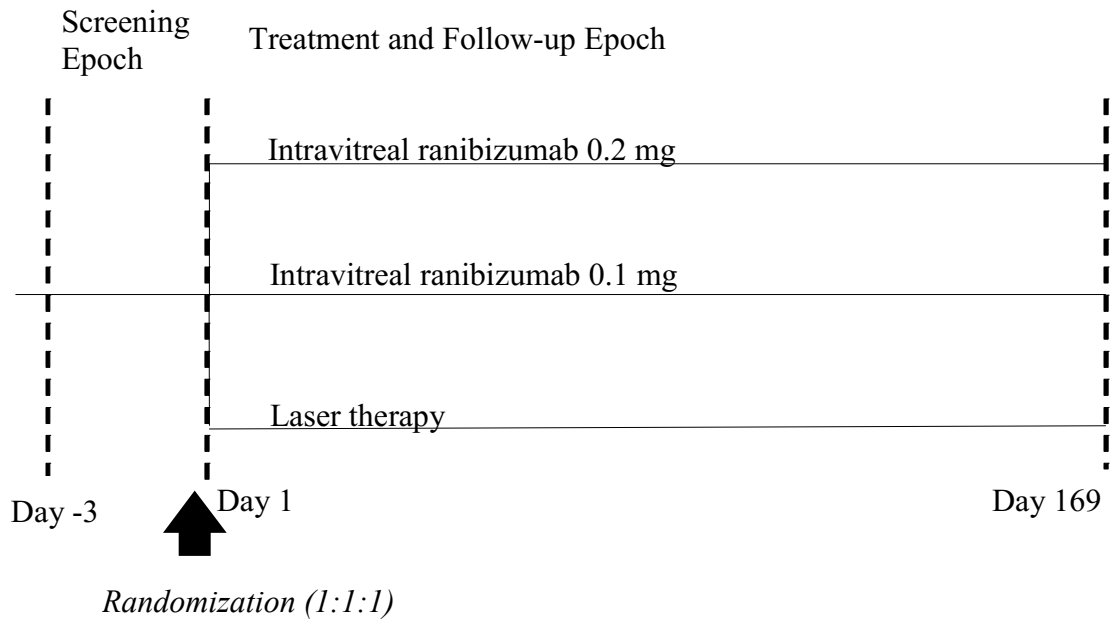 Screening
Epoch
Treatment and Follow-up Epoch
Intravitreal ranibizumab 0.2 mg
Intravitreal ranibizumab 0.1 mg
Laser therapy
Day -3
Day 1
Day 169
Randomization (1:1:1)